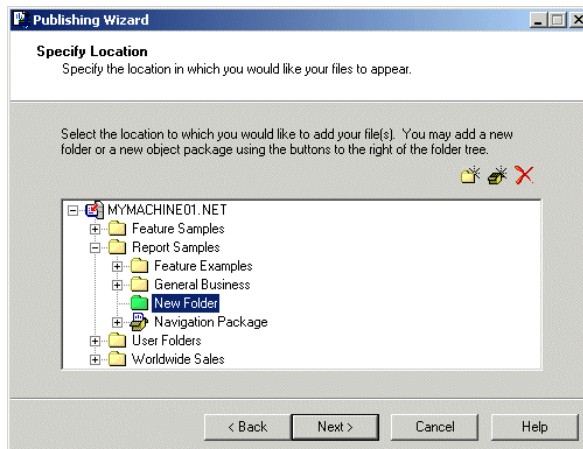 Publishing Wizard
Specify Location
Specify the location in which you would like your files to appear.
Select the location to which you would like to add your file(s). You may add a new
folder or a new object package using the buttons to the right of the folder tree.
MYMACHINE01.NET
Feature Samples
Report Samples
Feature Examples
General Business
New Folder
Navigation Package
User Folders
Worldwide Sales
< Back
Next >
Cancel
Help